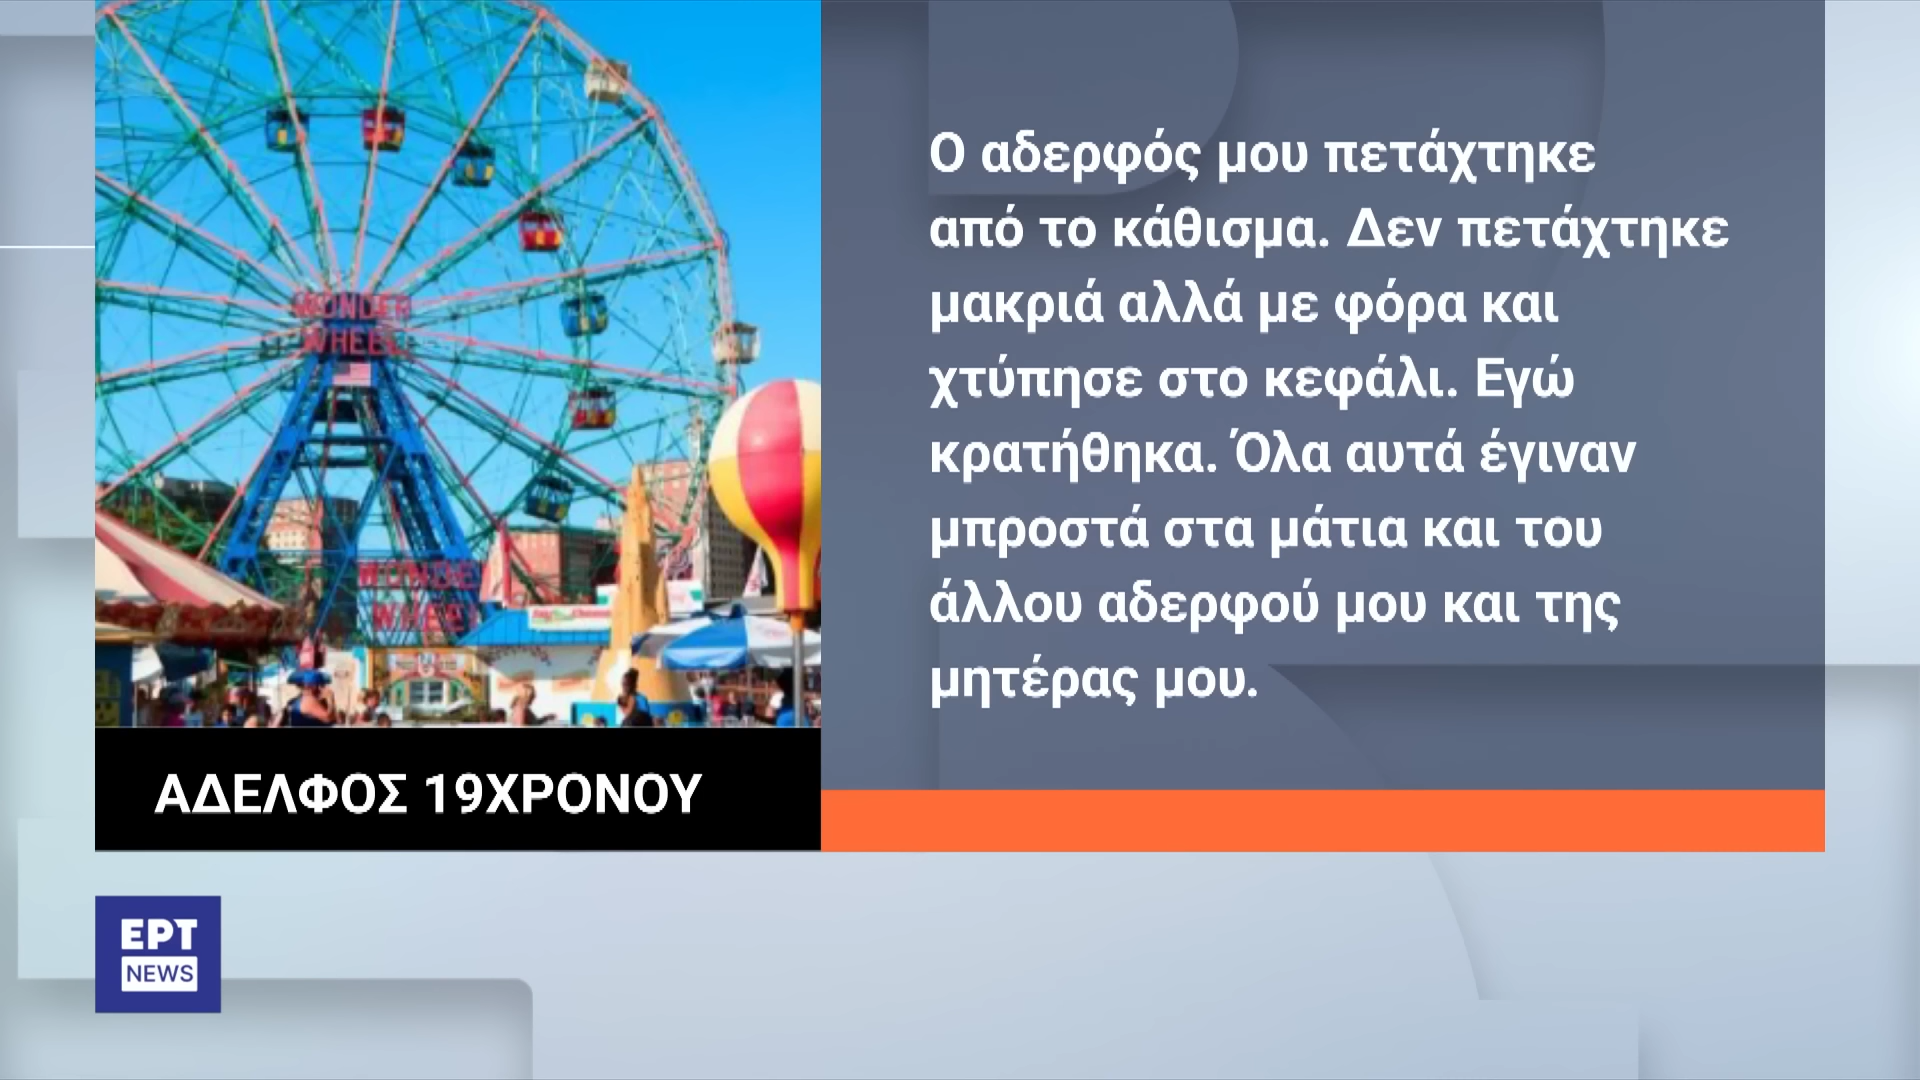 WONDER
WHEEL
WONDE
WHEEL
Ο αδερφός μου πετάχτηκε
από το κάθισμα. Δεν πετάχτηκε
μακριά αλλά με φόρα και
χτύπησε στο κεφάλι. Εγώ
κρατήθηκα. Όλα αυτά έγιναν
μπροστά στα μάτια και του
άλλου αδερφού μου και της
μητέρας μου.
ΑΔΕΛΦΟΣ 19ΧΡΟΝΟΥ
ΕΡΤ
NEWS